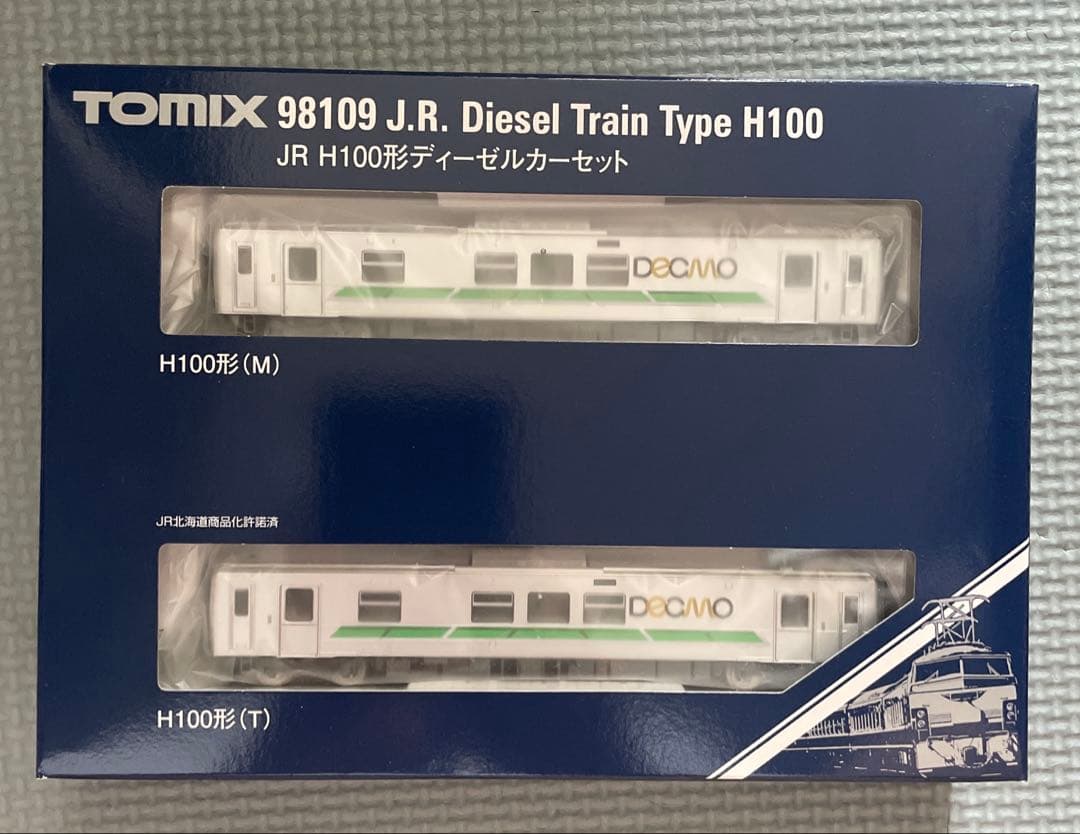 TOMIX 98109 J.R. Diesel Train Type H100
JR H100形ディーゼルカーセット
DECMO
H100形(M)
JR北海道商品化許諾済
DECMO
H100形(T)